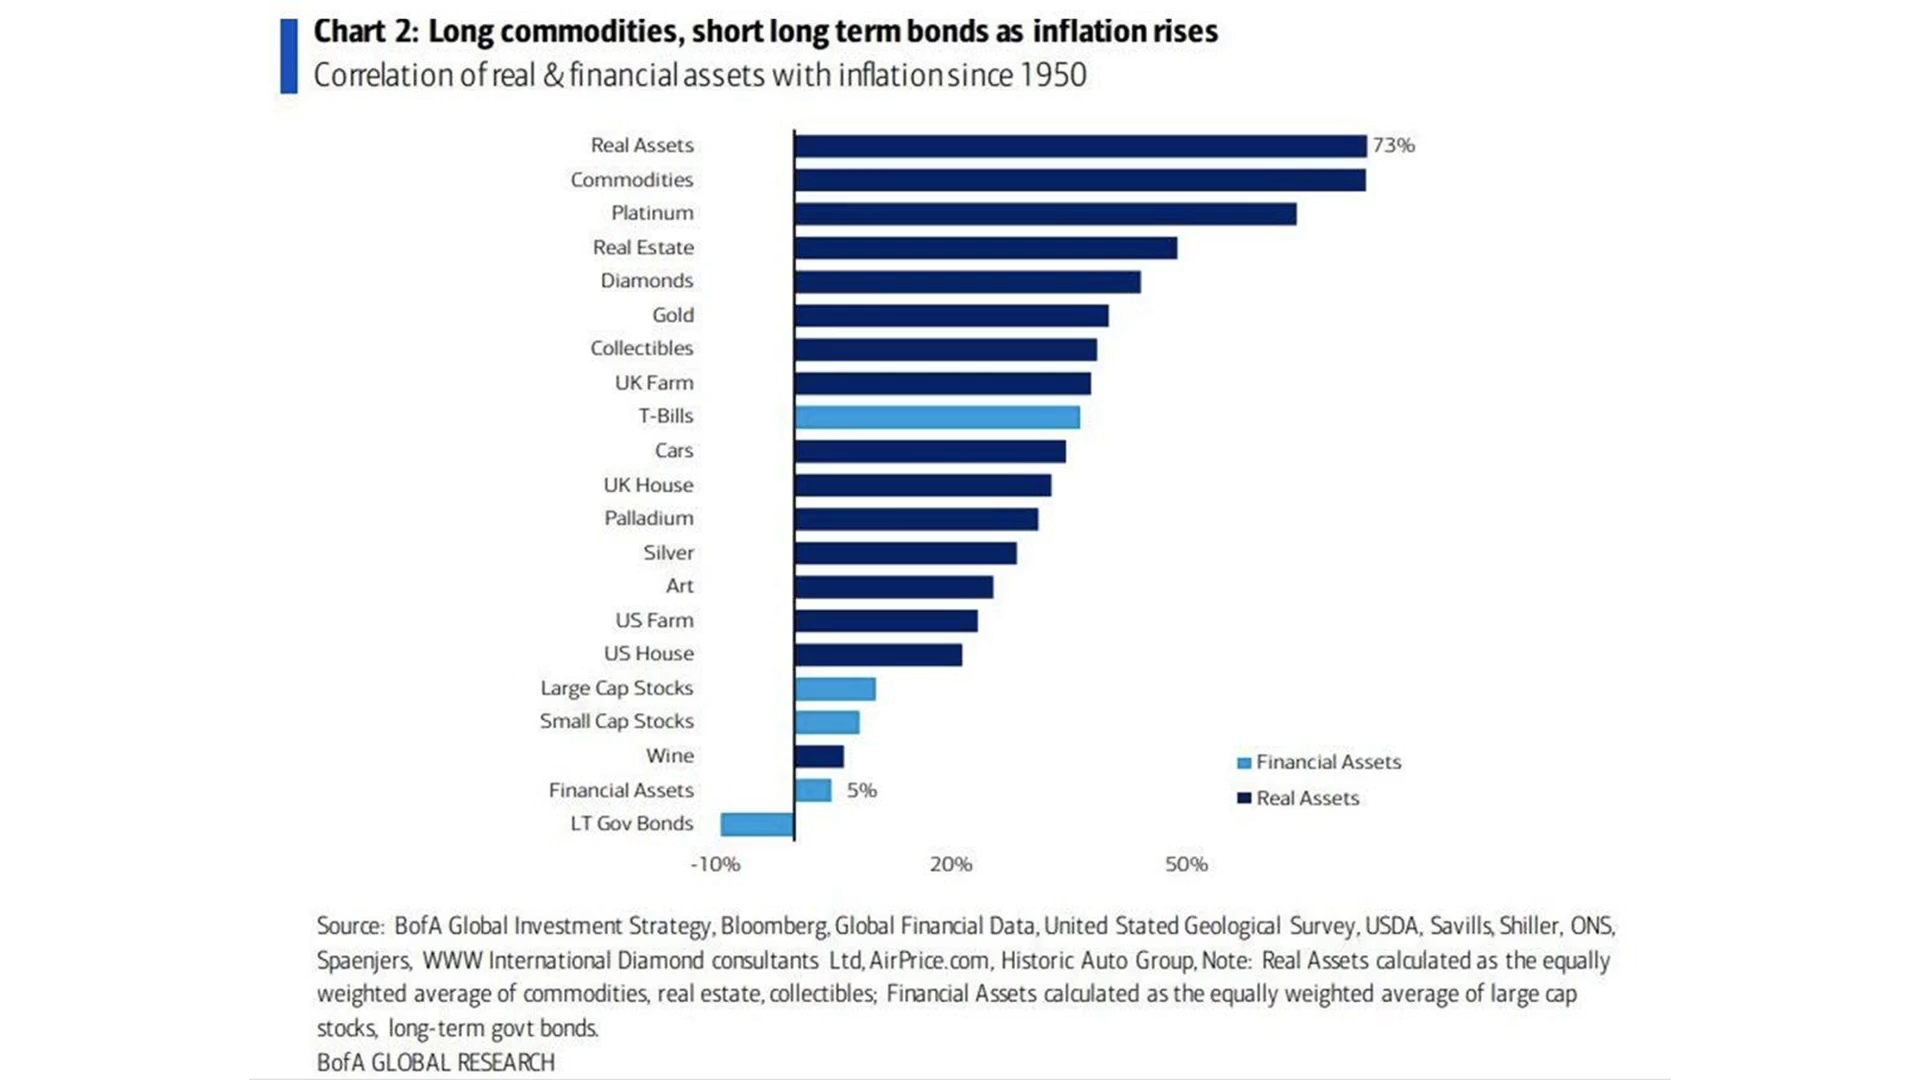 Chart 2: Long commodities, short long term bonds as inflation rises
Correlation of real & financial assets with inflation since 1950
Real Assets 73%
Commodities
Platinum
Real Estate
Diamonds
Gold
Collectibles
UK Farm
T-Bills
Cars
UK House
Palladium
Silver
Art
US Farm
US House
Large Cap Stocks
Small Cap Stocks
Wine
Financial Assets 5%
LT Gov Bonds
Financial Assets
Real Assets
-10% 20% 50%
Source: BofA Global Investment Strategy, Bloomberg, Global Financial Data, United Stated Geological Survey, USDA, Savills, Shiller, ONS,
Spaenjers, WWW International Diamond consultants Ltd, AirPrice.com, Historic Auto Group, Note: Real Assets calculated as the equally
weighted average of commodities, real estate, collectibles; Financial Assets calculated as the equally weighted average of large cap
stocks, long-term govt bonds.
BofA GLOBAL RESEARCH